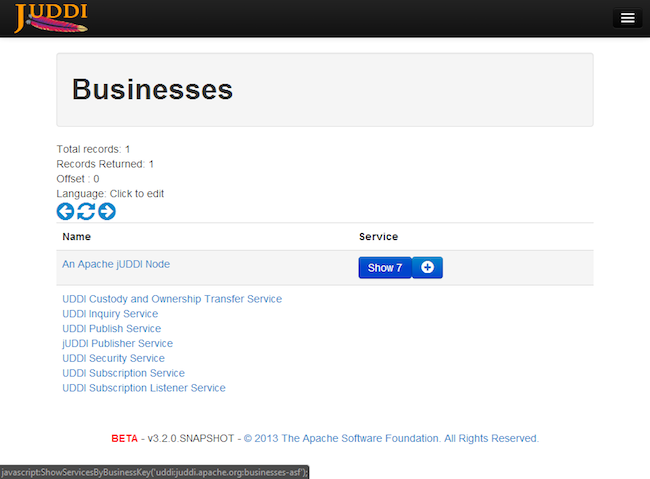 JUDDI
Businesses
Total records: 1
Records Returned: 1
Offset : 0
Language: Click to edit
Name Service
An Apache jUDDI Node Show 7
UDDI Custody and Ownership Transfer Service
UDDI Inquiry Service
UDDI Publish Service
jUDDI Publisher Service
UDDI Security Service
UDDI Subscription Service
UDDI Subscription Listener Service
BETA - v3.2.0.SNAPSHOT - © 2013 The Apache Software Foundation. All Rights Reserved.
javascript:ShowServicesByBusinessKey('uddi:juddi.apache.org:businesses-asf');